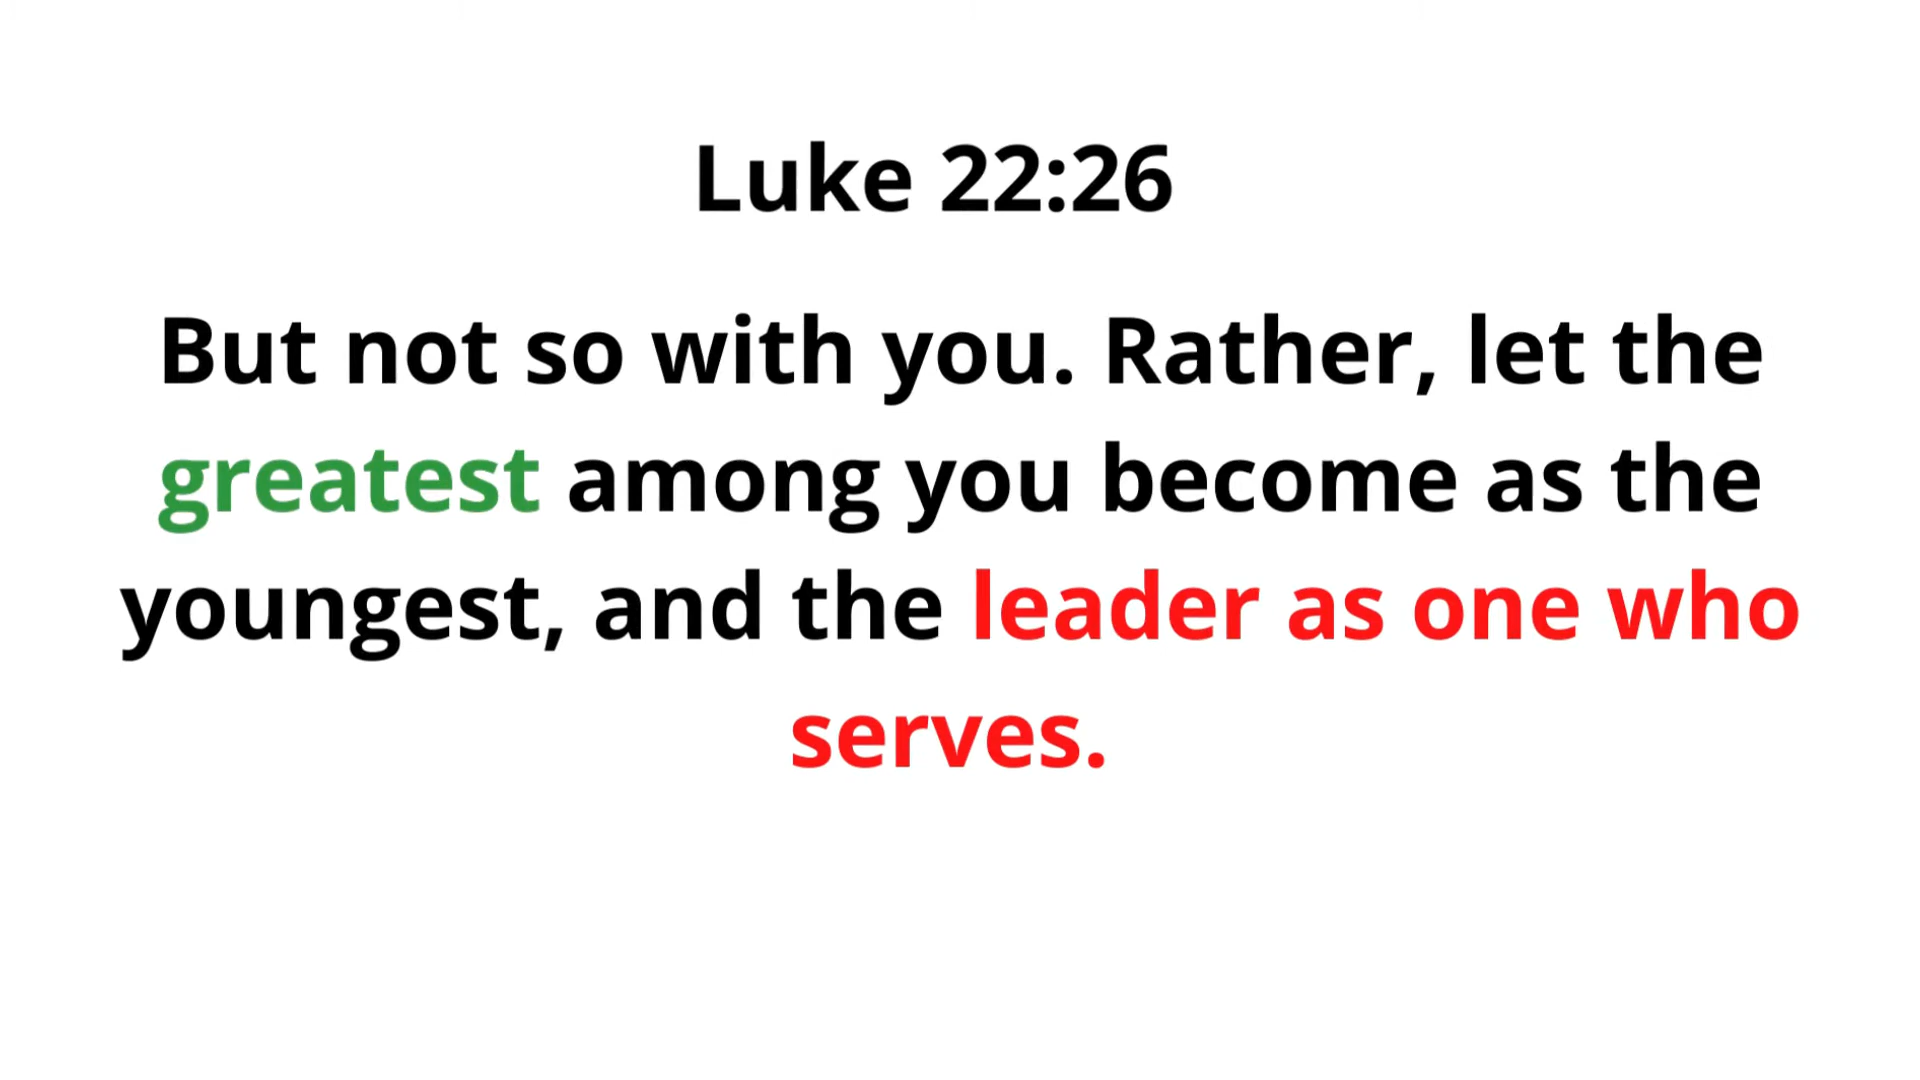 Luke 22:26
But not so with you. Rather, let the
greatest among you become as the
youngest, and the leader as one who
serves.